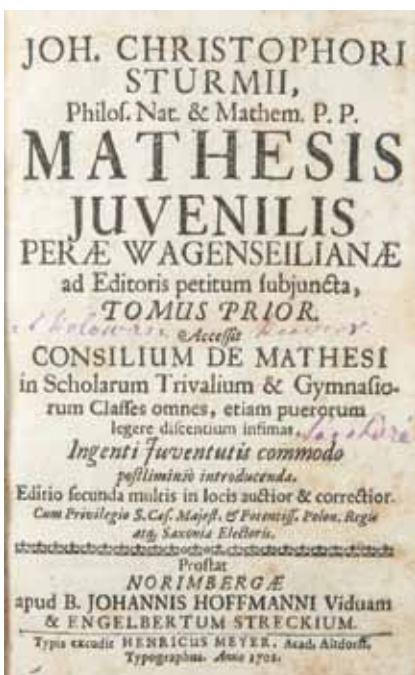 JOH. CHRISTOPHORI
STURMII,
Philoſ. Nat. & Mathem. P. P.
MATHESIS
JUVENILIS
PERÆ WAGENSEILIANÆ
ad Editoris petitum ſubjuncta,
TOMUS PRIOR.
Acceſſit
CONSILIUM DE MATHESI
in Scholarum Trivalium & Gymnaſio-
rum Claſſes omnes, etiam puerorum
legere diſcentium infimas,
Ingenti Juventutis commodo
poſtliminiò introducenda.
Editio ſecunda multis in locis auctior & correctior.
Cum Privilegio S. Cæſ. Majeſt. & Potentiſſ. Polon. Regis
atq; Saxoniæ Electoris.
Proſtat
NORIMBERGÆ
apud B. JOHANNIS HOFFMANNI Viduam
& ENGELBERTUM STRECKIUM.
Typis excudit HENRICUS MEYER, Acad. Altdorff.
Typographus. Anno